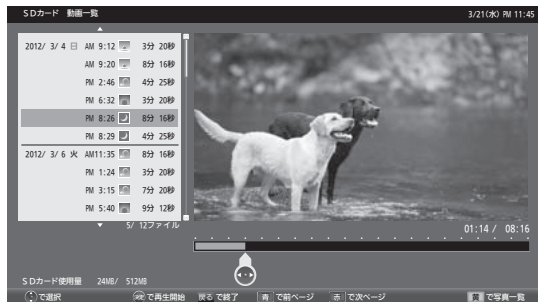 SDカード 動画一覧 3/21(水) PM 11:45
2012/ 3/ 4 日 AM 9:12 3分 20秒
AM 9:20 8分 16秒
PM 2:46 4分 25秒
PM 6:32 3分 20秒
PM 8:26 8分 16秒
PM 8:29 4分 25秒
2012/ 3/ 6 火 AM11:35 8分 16秒
PM 1:24 3分 20秒
PM 3:15 7分 20秒
PM 5:40 9分 12秒
5/ 12ファイル
01:14 / 08:16
SDカード使用量 24MB/ 512MB
で選択 決定 で再生開始 戻る で終了 青 で前ページ 赤 で次ページ 黄 で写真一覧